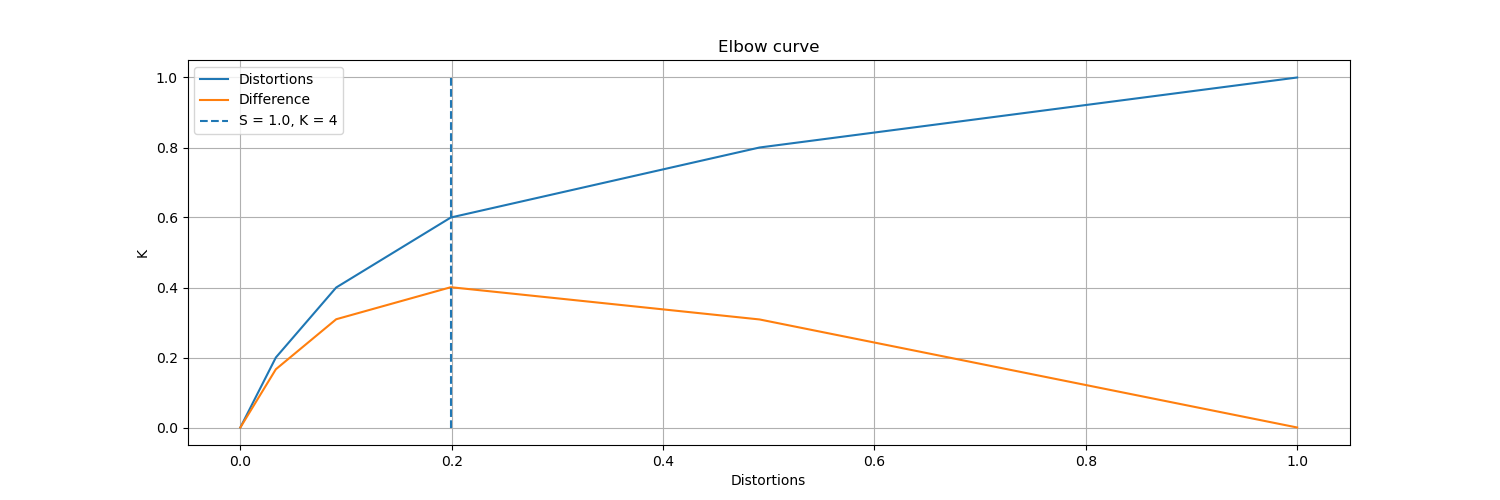 Elbow curve
Distortions
Difference
S = 1.0, K = 4
1.0
0.8
0.6
0.4
0.2
0.0
K
0.0 0.2 0.4 0.6 0.8 1.0
Distortions